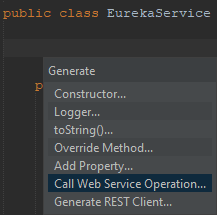 public class EurekaService
Generate
p
Constructor...
Logger...
toString()...
Override Method...
Add Property...
Call Web Service Operation...
Generate REST Client...